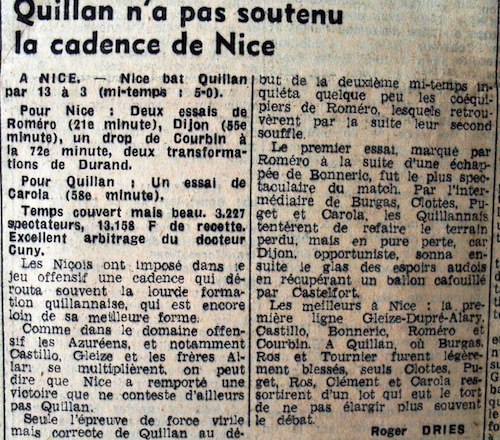 Quillan n'a pas soutenu
la cadence de Nice
A NICE. — Nice bat Quillan
par 13 à 3 (mi-temps : 5-0).
Pour Nice : Deux essais de
Roméro (21e minute), Dijon (55e
minute), un drop de Courbin à
la 72e minute, deux transforma-
tions de Durand.
Pour Quillan : Un essai de
Carola (58e minute).
Temps couvert mais beau. 3.227
spectateurs, 13.158 F de recette.
Excellent arbitrage du docteur
Cuny.
Les Niçois ont imposé dans le
jeu offensif une cadence qui dé-
routa souvent la lourde forma-
tion quillannaise, qui est encore
loin de sa meilleure forme.
Comme dans le domaine offen-
sif les Azuréens, et notamment
Castillo, Gleize et les frères Al-
lari se multiplièrent, on peut
dire que Nice a remporté une
victoire que ne conteste d'ailleurs
pas Quillan.
Seule l'épreuve de force virile
mais correcte de Quillan au dé-
but de la deuxième mi-temps in-
quiéta quelque peu les coéqui-
piers de Roméro, lesquels retrou-
vèrent par la suite leur second
souffle.
Le premier essai, marqué par
Roméro à la suite d'une échap-
pée de Bonneric, fut le plus spec-
taculaire du match. Par l'inter-
médiaire de Burgas, Clottes, Pu-
get et Carola, les Quillannais
tentèrent de refaire le terrain
perdu, mais en pure perte, car
Dijon, opportuniste, sonna en-
suite le glas des espoirs audois
en récupérant un ballon cafouillé
par Castelfort.
Les meilleurs à Nice : la pre-
mière ligne Gleize-Dupré-Alary,
Castillo, Bonneric, Roméro et
Courbin. A Quillan, où Burgas,
Ros et Tournier furent légère-
ment blessés, seuls Clottes, Pu-
get, Ros, Clément et Carola res-
sortirent d'un lot qui eut le tort
de ne pas élargir plus souvent
le débat.
Roger DRIES